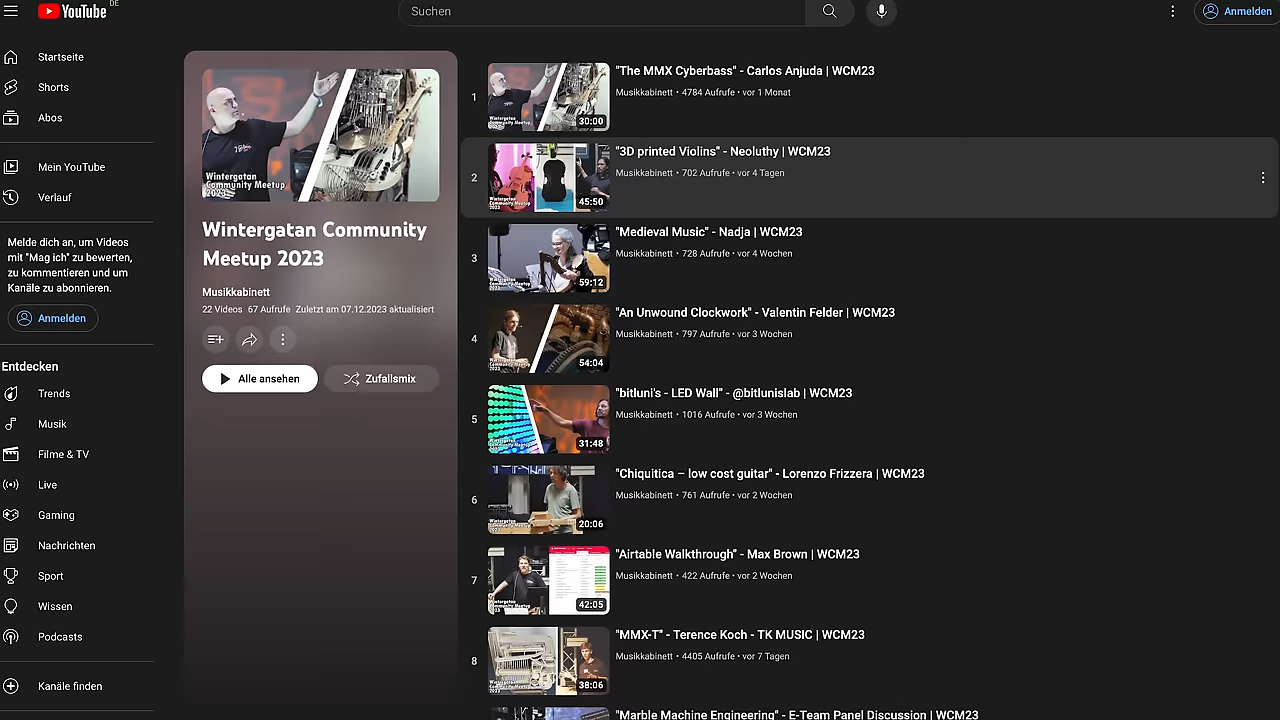 YouTube DE
Suchen
Anmelden
Startseite
Shorts
Abos
Mein YouTube
Verlauf
Melde dich an, um Videos
mit "Mag ich" zu bewerten,
zu kommentieren und um
Kanäle zu abonnieren.
Anmelden
Entdecken
Trends
Musik
Filme & TV
Live
Gaming
Nachrichten
Wissen
Podcasts
Kanäle finden
Wintergatan
Community Meetup
2023
Wintergatan Community
Meetup 2023
Musikkabinett
22 Videos 67 Aufrufe Zuletzt am 07.12.2023 aktualisiert
Alle ansehen
Zufallsmix
1
30:00
"The MMX Cyberbass" - Carlos Anjuda | WCM23
Musikkabinett • 4784 Aufrufe • vor 1 Monat
2
45:50
"3D printed Violins" - Neoluthy | WCM23
Musikkabinett • 702 Aufrufe • vor 4 Tagen
3
59:12
"Medieval Music" - Nadja | WCM23
Musikkabinett • 728 Aufrufe • vor 4 Wochen
4
54:04
"An Unwound Clockwork" - Valentin Felder | WCM23
Musikkabinett • 797 Aufrufe • vor 3 Wochen
5
31:48
"bitluni's - LED Wall" - @bitlunislab | WCM23
Musikkabinett • 1016 Aufrufe • vor 3 Wochen
6
20:06
"Chiquitica – low cost guitar" - Lorenzo Frizzera | WCM23
Musikkabinett • 761 Aufrufe • vor 2 Wochen
7
42:05
"Airtable Walkthrough" - Max Brown | WCM23
• 422
8
38:06
"MMX-T" - Terence Koch - TK MUSIC | WCM23
Musikkabinett • 4405 Aufrufe • vor 7 Tagen
"Marble Machine Engineering" - E-Team Panel Discussion | WCM23